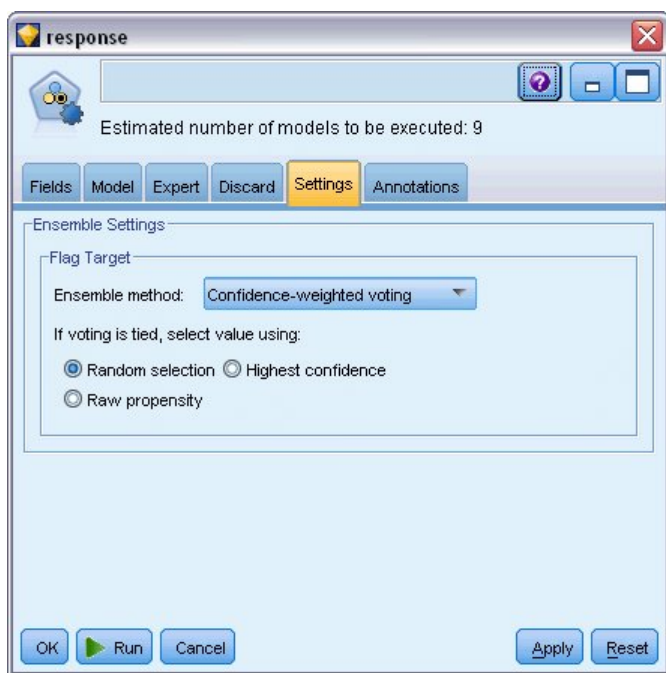 response
Estimated number of models to be executed: 9
Fields Model Expert Discard Settings Annotations
Ensemble Settings
Flag Target
Ensemble method: Confidence-weighted voting
If voting is tied, select value using:
Random selection Highest confidence
Raw propensity
OK Run Cancel Apply Reset